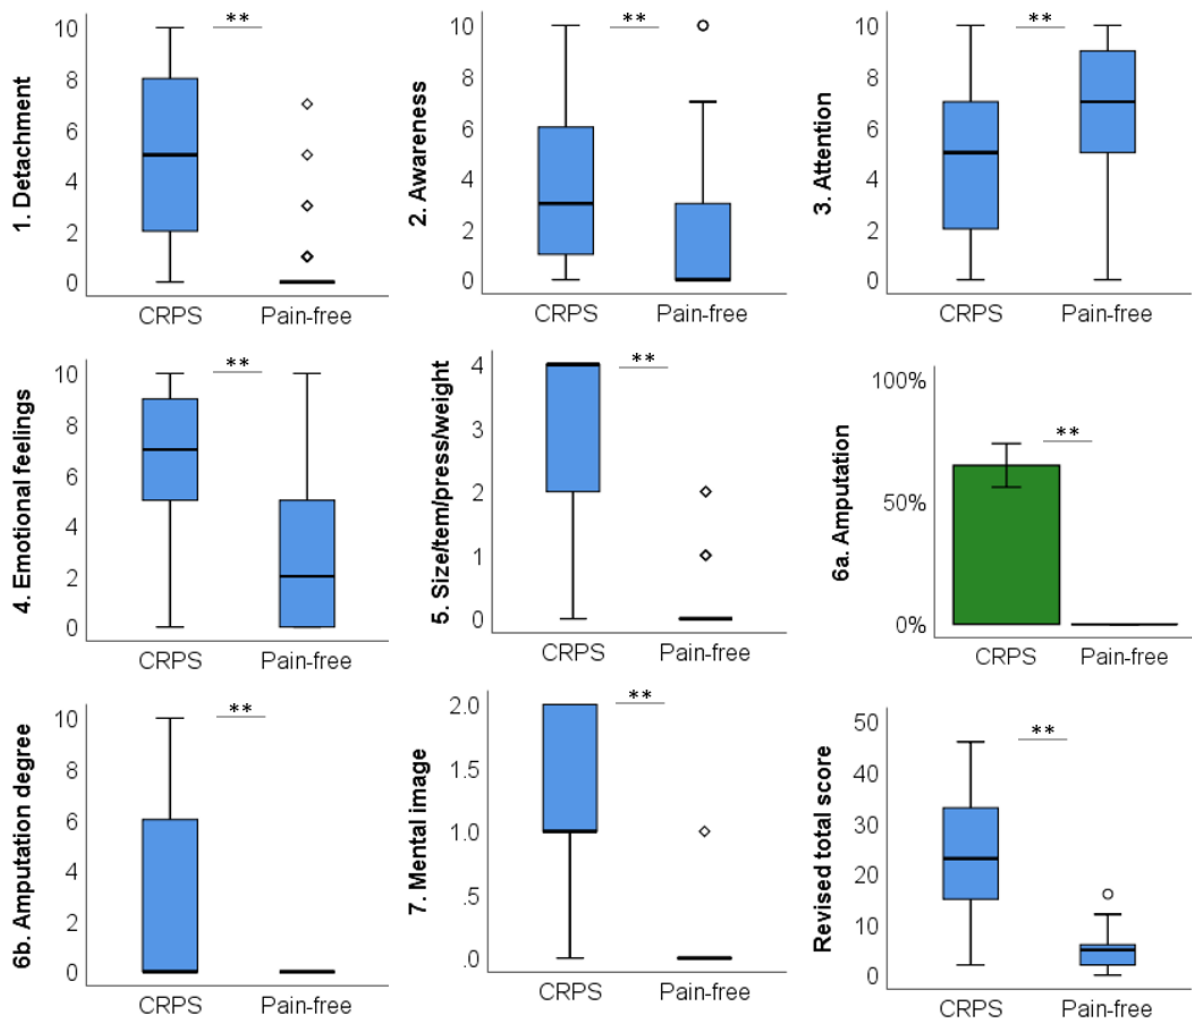 1. Detachment
10
8
6
4
2
0
**
CRPS
Pain-free
2. Awareness
10
8
6
4
2
0
**
CRPS
Pain-free
3. Attention
10
8
6
4
2
0
**
CRPS
Pain-free
4. Emotional feelings
10
8
6
4
2
0
**
CRPS
Pain-free
5. Size/tem/press/weight
4
3
2
1
0
**
CRPS
Pain-free
6a. Amputation
100%
50%
0%
**
CRPS
Pain-free
6b. Amputation degree
10
8
6
4
2
0
**
CRPS
Pain-free
7. Mental image
2.0
1.5
1.0
.5
.0
**
CRPS
Pain-free
Revised total score
50
40
30
20
10
0
**
CRPS
Pain-free